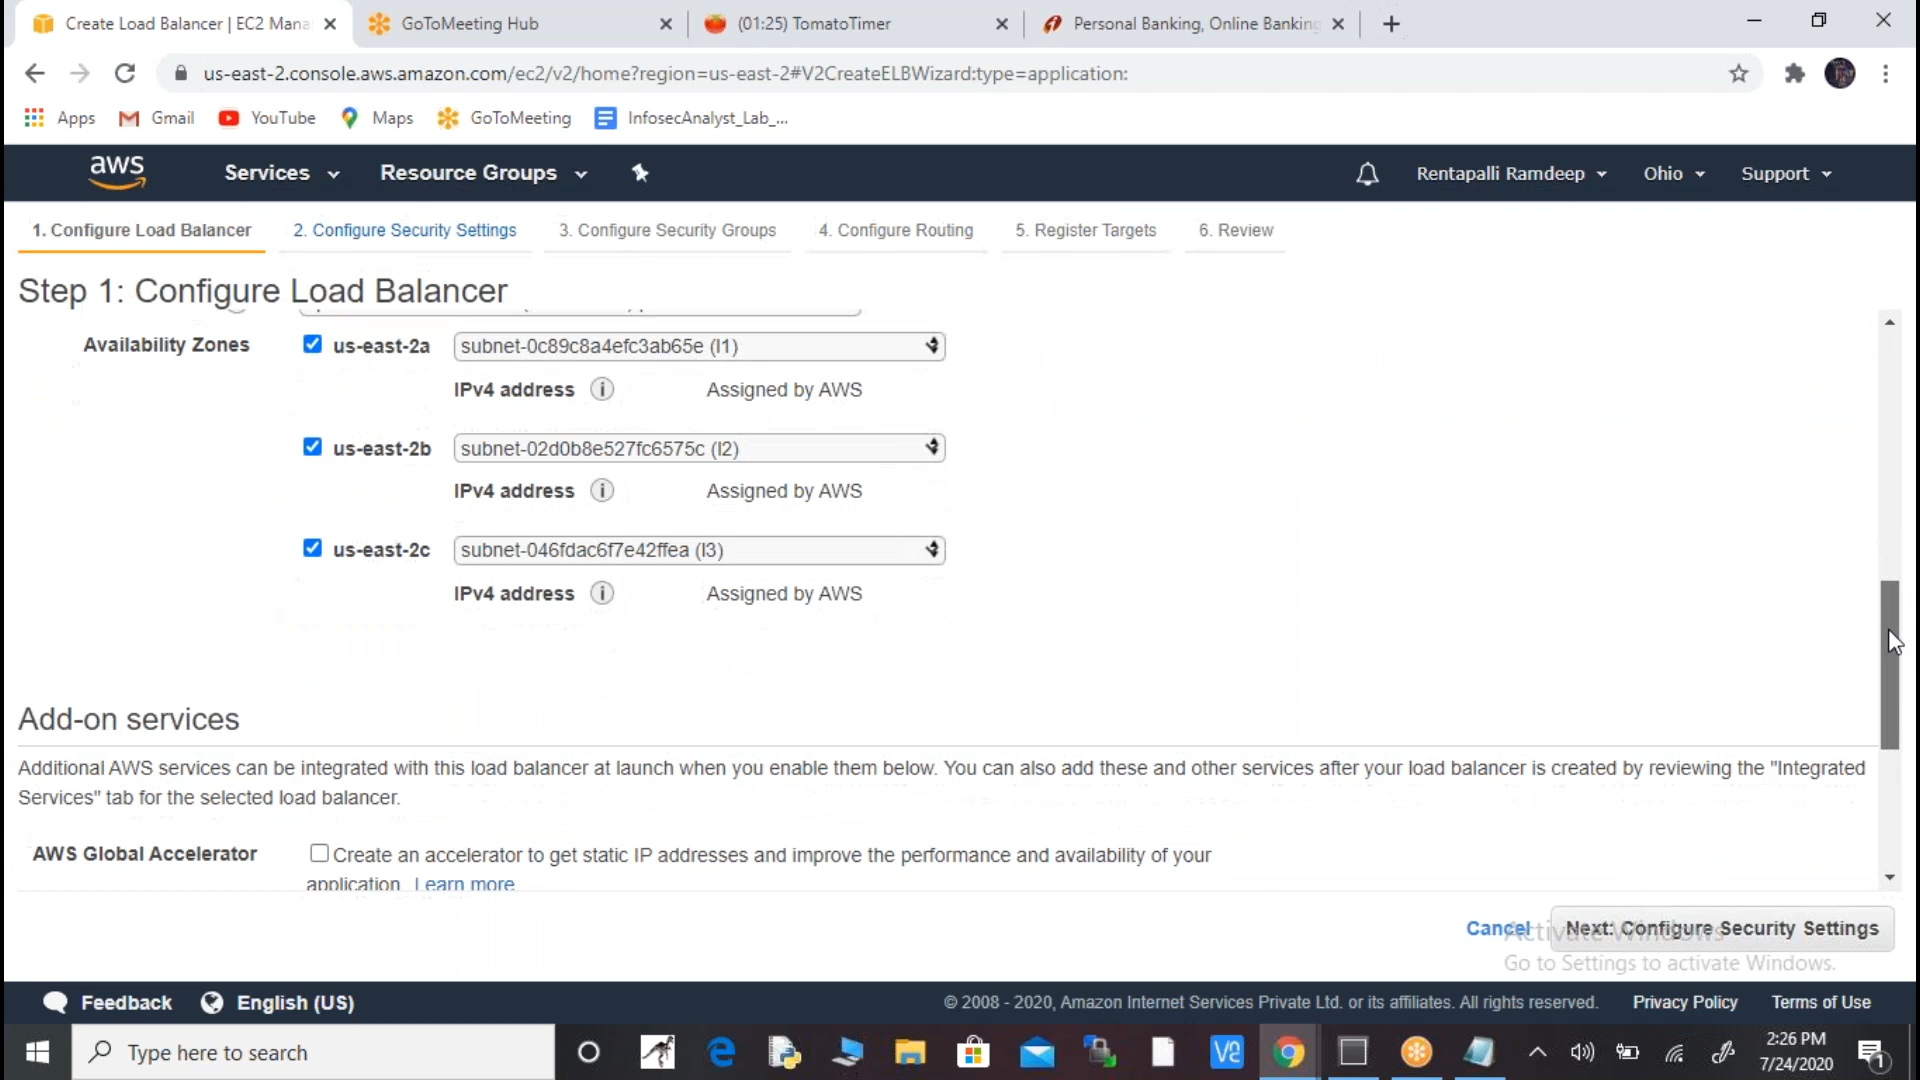 Create Load Balancer | EC2 Mana
GoToMeeting Hub
(01:25) TomatoTimer
Personal Banking, Online Banking
us-east-2.console.aws.amazon.com/ec2/v2/home?region=us-east-2#V2CreateELBWizard:type=application:
Apps
Gmail
YouTube
Maps
GoToMeeting
InfosecAnalyst_Lab_...
aws
Services
Resource Groups
Rentapalli Ramdeep
Ohio
Support
1. Configure Load Balancer
2. Configure Security Settings
3. Configure Security Groups
4. Configure Routing
5. Register Targets
6. Review
Step 1: Configure Load Balancer
Availability Zones
us-east-2a
subnet-0c89c8a4efc3ab65e (I1)
IPv4 address
Assigned by AWS
us-east-2b
subnet-02d0b8e527fc6575c (I2)
IPv4 address
Assigned by AWS
us-east-2c
subnet-046fdac6f7e42ffea (I3)
IPv4 address
Assigned by AWS
Add-on services
Additional AWS services can be integrated with this load balancer at launch when you enable them below. You can also add these and other services after your load balancer is created by reviewing the "Integrated
Services" tab for the selected load balancer.
AWS Global Accelerator
Create an accelerator to get static IP addresses and improve the performance and availability of your
application. Learn more
Cancel
Next: Configure Security Settings
Activate Windows
Go to Settings to activate Windows.
Feedback
English (US)
© 2008 - 2020, Amazon Internet Services Private Ltd. or its affiliates. All rights reserved.
Privacy Policy
Terms of Use
Type here to search
2:26 PM
7/24/2020
1